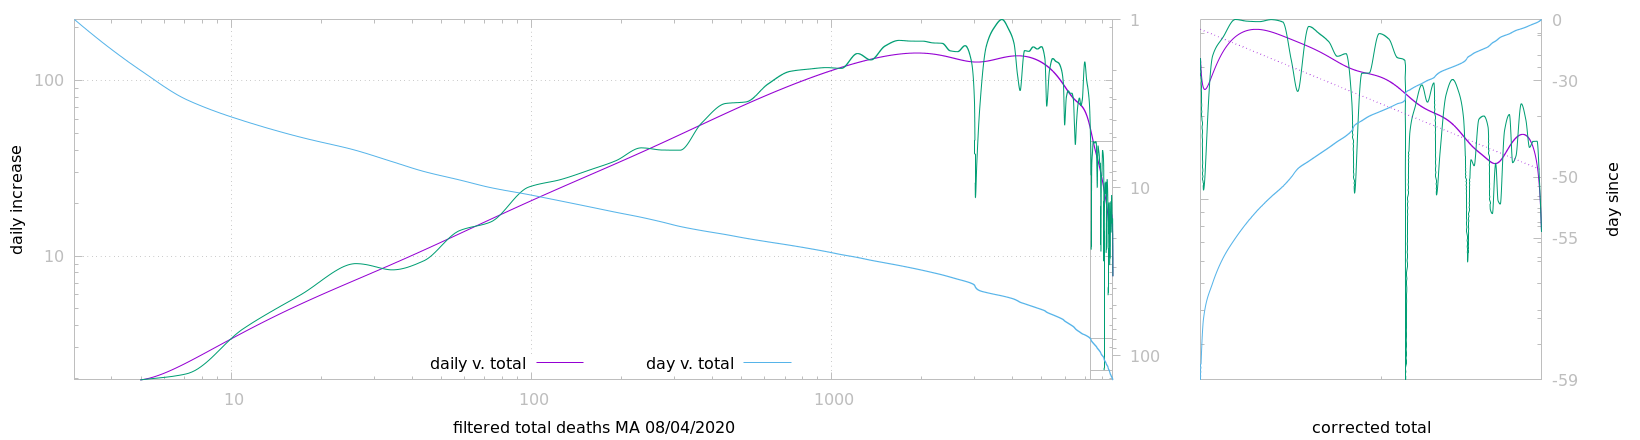 100
10
daily increase
daily v. total
day v. total
10
100
1000
filtered total deaths MA 08/04/2020
1
10
100
0
-30
-50
-55
-59
day since
corrected total